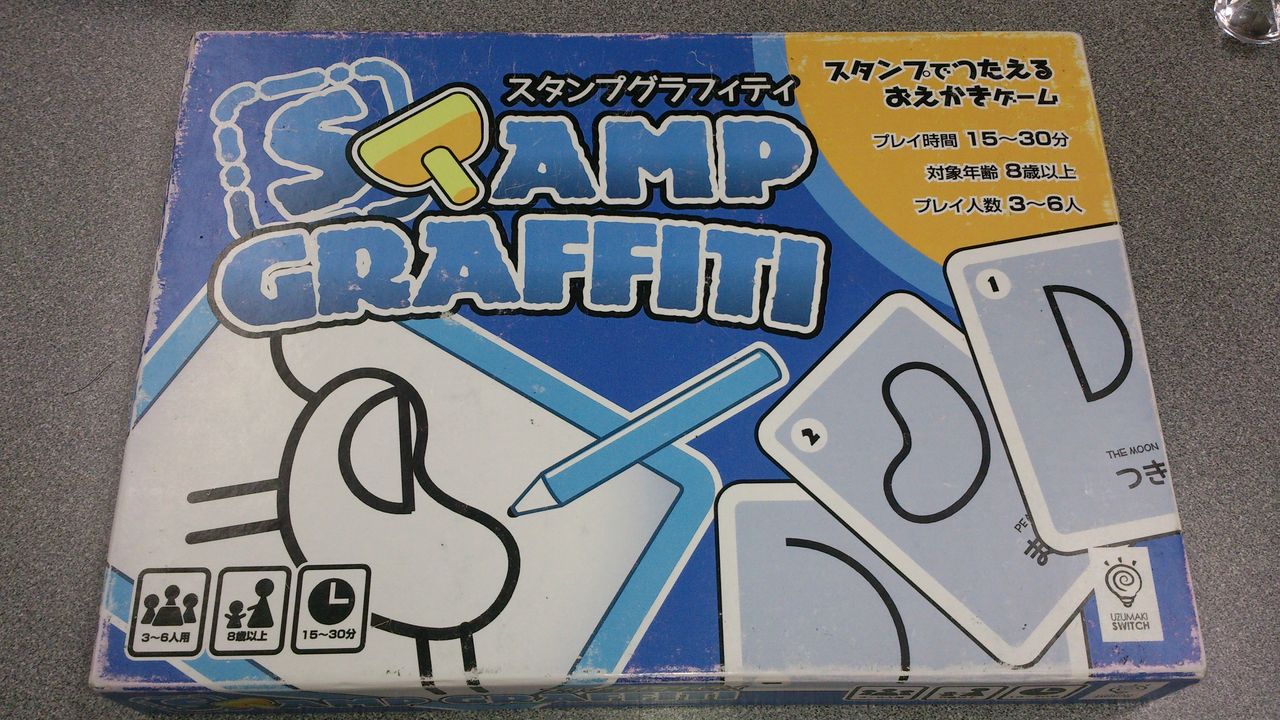 スタンプグラフィティ
STAMP
GRAFFITI
スタンプでつたえる
おえかきゲーム
プレイ時間 15〜30分
対象年齢 8歳以上
プレイ人数 3〜6人
1
THE MOON
つき
2
3〜6人用
8歳以上
15〜30分
UZUMAKI
SWITCH
STAMP GRAFFITI